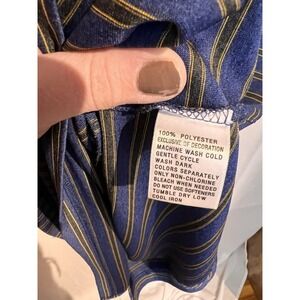 100% POLYESTER
EXCLUSIVE OF DECORATION
MACHINE WASH COLD
GENTLE CYCLE
WASH DARK
COLORS SEPARATELY
ONLY NON-CHLORINE
BLEACH WHEN NEEDED
DO NOT USE SOFTENERS
TUMBLE DRY LOW
COOL IRON